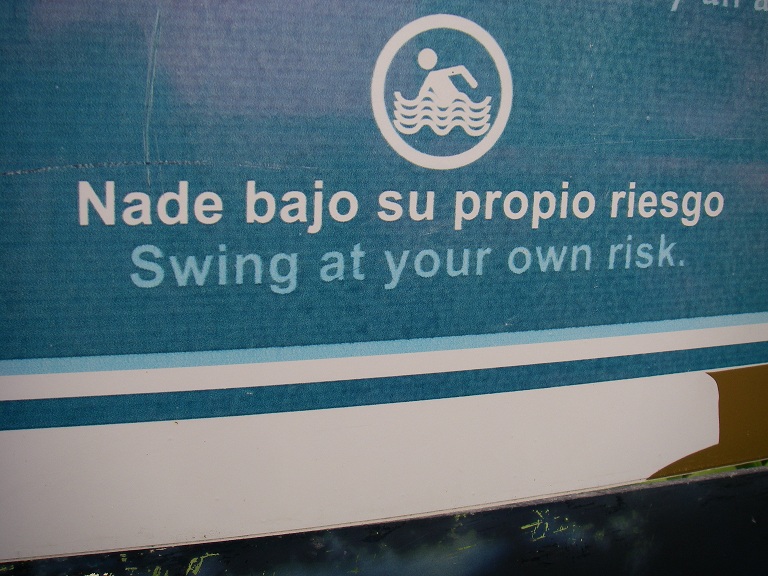 Nade bajo su propio riesgo
Swing at your own risk.